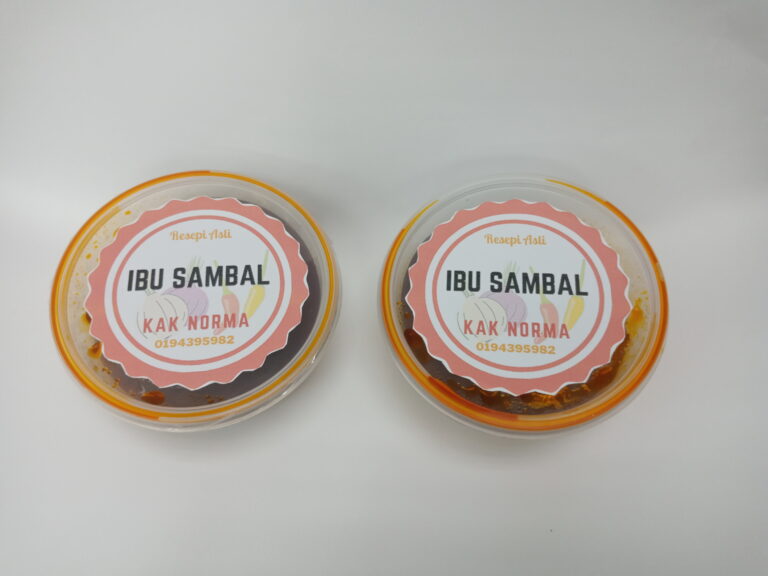 Resepi Asli
IBU SAMBAL
KAK NORMA
0194395982
Resepi Asli
IBU SAMBAL
KAK NORMA
0194395982